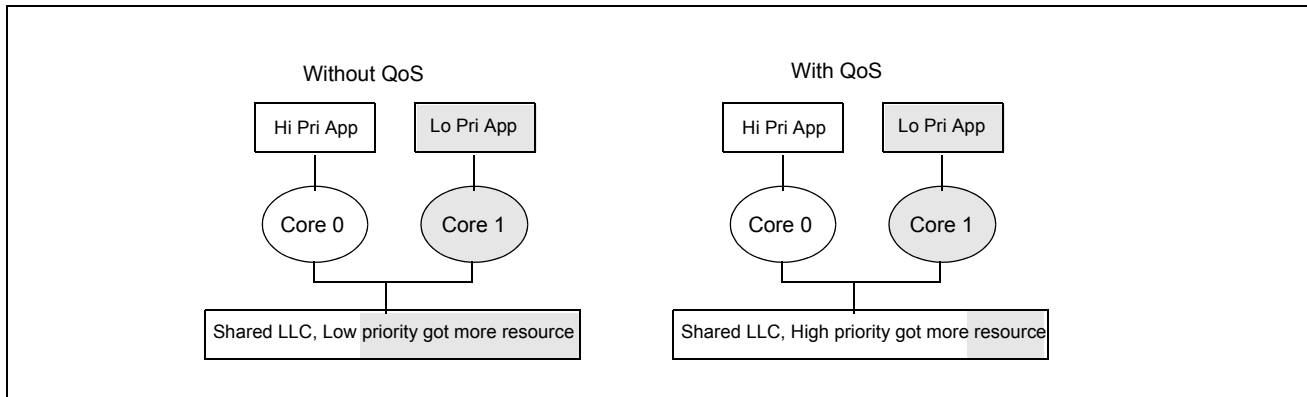 Without QoS
Hi Pri App
Lo Pri App
Core 0
Core 1
Shared LLC, Low priority got more resource
With QoS
Hi Pri App
Lo Pri App
Core 0
Core 1
Shared LLC, High priority got more resource